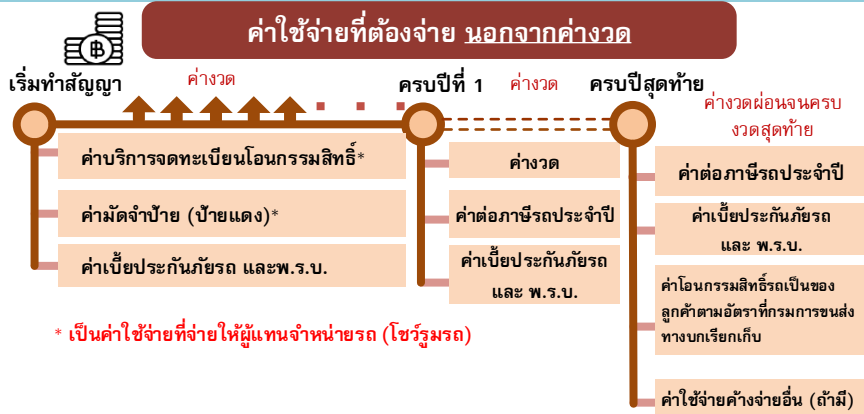 ค่าใช้จ่ายที่ต้องจ่าย นอกจากค่างวด
เริ่มทำสัญญา
ค่างวด
ครบปีที่ 1
ค่างวด
ครบปีสุดท้าย
ค่างวดผ่อนจนครบ
งวดสุดท้าย
ค่าบริการจดทะเบียนโอนกรรมสิทธิ์*
ค่ามัดจำป้าย (ป้ายแดง)*
ค่าเบี้ยประกันภัยรถ และพ.ร.บ.
ค่างวด
ค่าต่อภาษีรถประจำปี
ค่าเบี้ยประกันภัยรถ
และ พ.ร.บ.
ค่าต่อภาษีรถประจำปี
ค่าเบี้ยประกันภัยรถ
และ พ.ร.บ.
ค่าโอนกรรมสิทธิ์รถเป็นของ
ลูกค้าตามอัตราที่กรมการขนส่ง
ทางบกเรียกเก็บ
ค่าใช้จ่ายค้างจ่ายอื่น (ถ้ามี)
* เป็นค่าใช้จ่ายที่จ่ายให้ผู้แทนจำหน่ายรถ (โชว์รูมรถ)